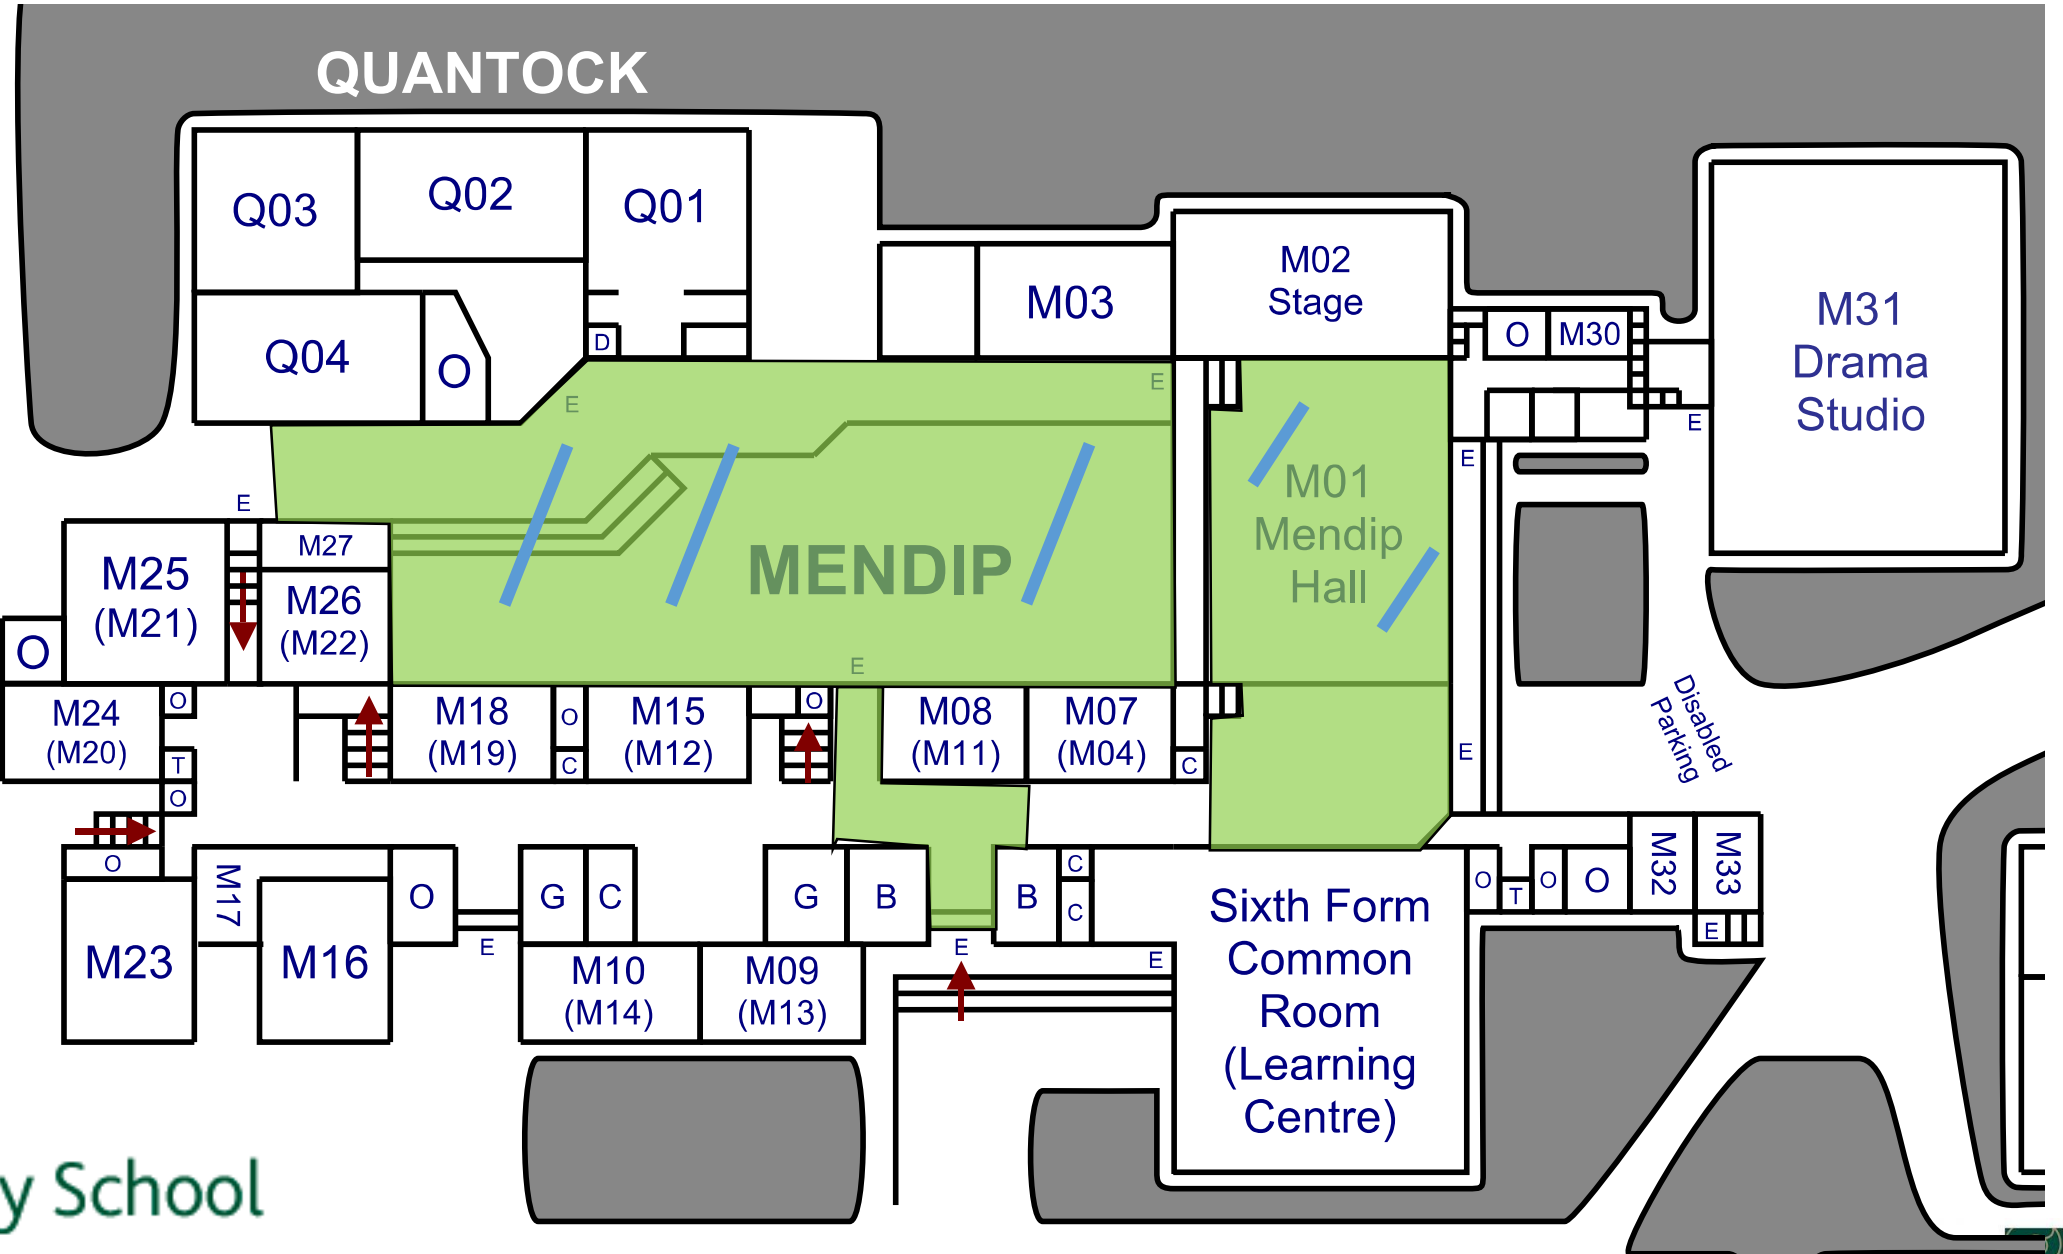 QUANTOCK
Q03
Q02
Q01
Q04
O
D
M03
M02
Stage
O
M30
M31
Drama
Studio
E
E
E
E
E
M01
Mendip
Hall
MENDIP
E
M25
(M21)
M27
M26
(M22)
O
E
M24
(M20)
O
T
O
M18
(M19)
O
C
M15
(M12)
O
M08
(M11)
M07
(M04)
C
E
Disabled
Parking
O
M17
M23
M16
O
E
G
C
G
B
B
C
C
M10
(M14)
M09
(M13)
E
E
Sixth Form
Common
Room
(Learning
Centre)
O
T
O
O
M32
M33
E
y School